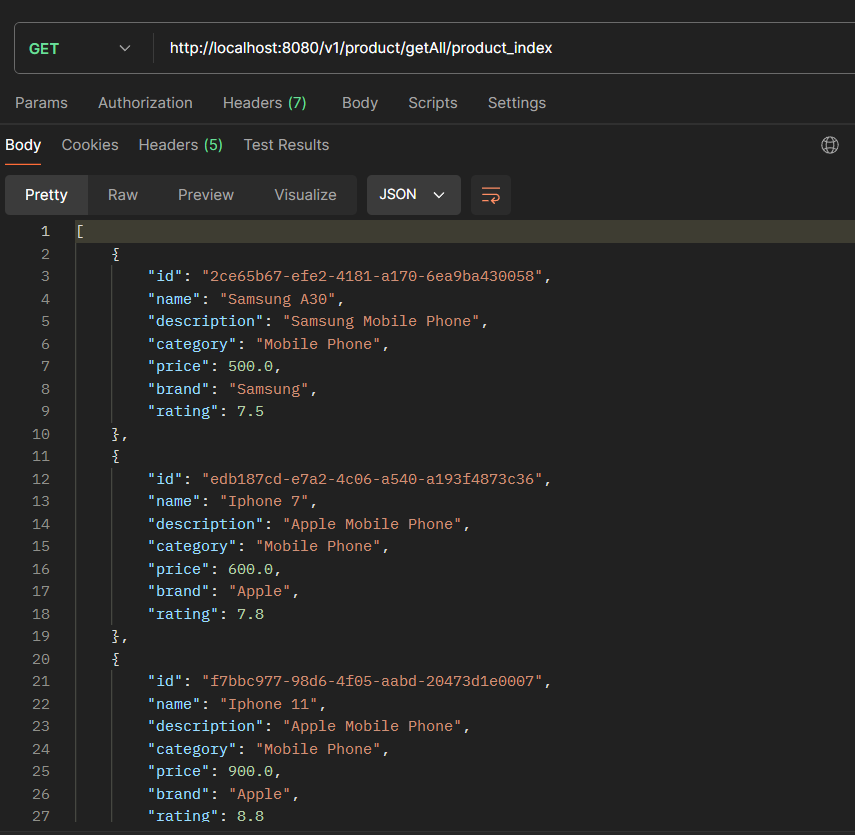 GET http://localhost:8080/v1/product/getAll/product_index
Params Authorization Headers (7) Body Scripts Settings
Body Cookies Headers (5) Test Results
Pretty Raw Preview Visualize JSON
1 [
2 {
3 "id": "2ce65b67-efe2-4181-a170-6ea9ba430058",
4 "name": "Samsung A30",
5 "description": "Samsung Mobile Phone",
6 "category": "Mobile Phone",
7 "price": 500.0,
8 "brand": "Samsung",
9 "rating": 7.5
10 },
11 {
12 "id": "edb187cd-e7a2-4c06-a540-a193f4873c36",
13 "name": "Iphone 7",
14 "description": "Apple Mobile Phone",
15 "category": "Mobile Phone",
16 "price": 600.0,
17 "brand": "Apple",
18 "rating": 7.8
19 },
20 {
21 "id": "f7bbc977-98d6-4f05-aabd-20473d1e0007",
22 "name": "Iphone 11",
23 "description": "Apple Mobile Phone",
24 "category": "Mobile Phone",
25 "price": 900.0,
26 "brand": "Apple",
27 "rating": 8.8